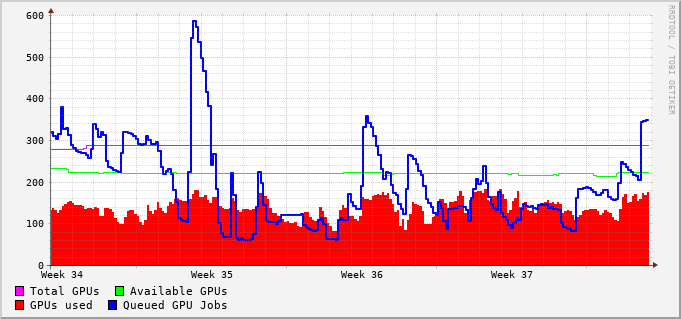 600
500
400
300
200
100
0
Week 34 Week 35 Week 36 Week 37
Total GPUs Available GPUs
GPUs used Queued GPU Jobs
RRDTOOL / TOBI OETIKER